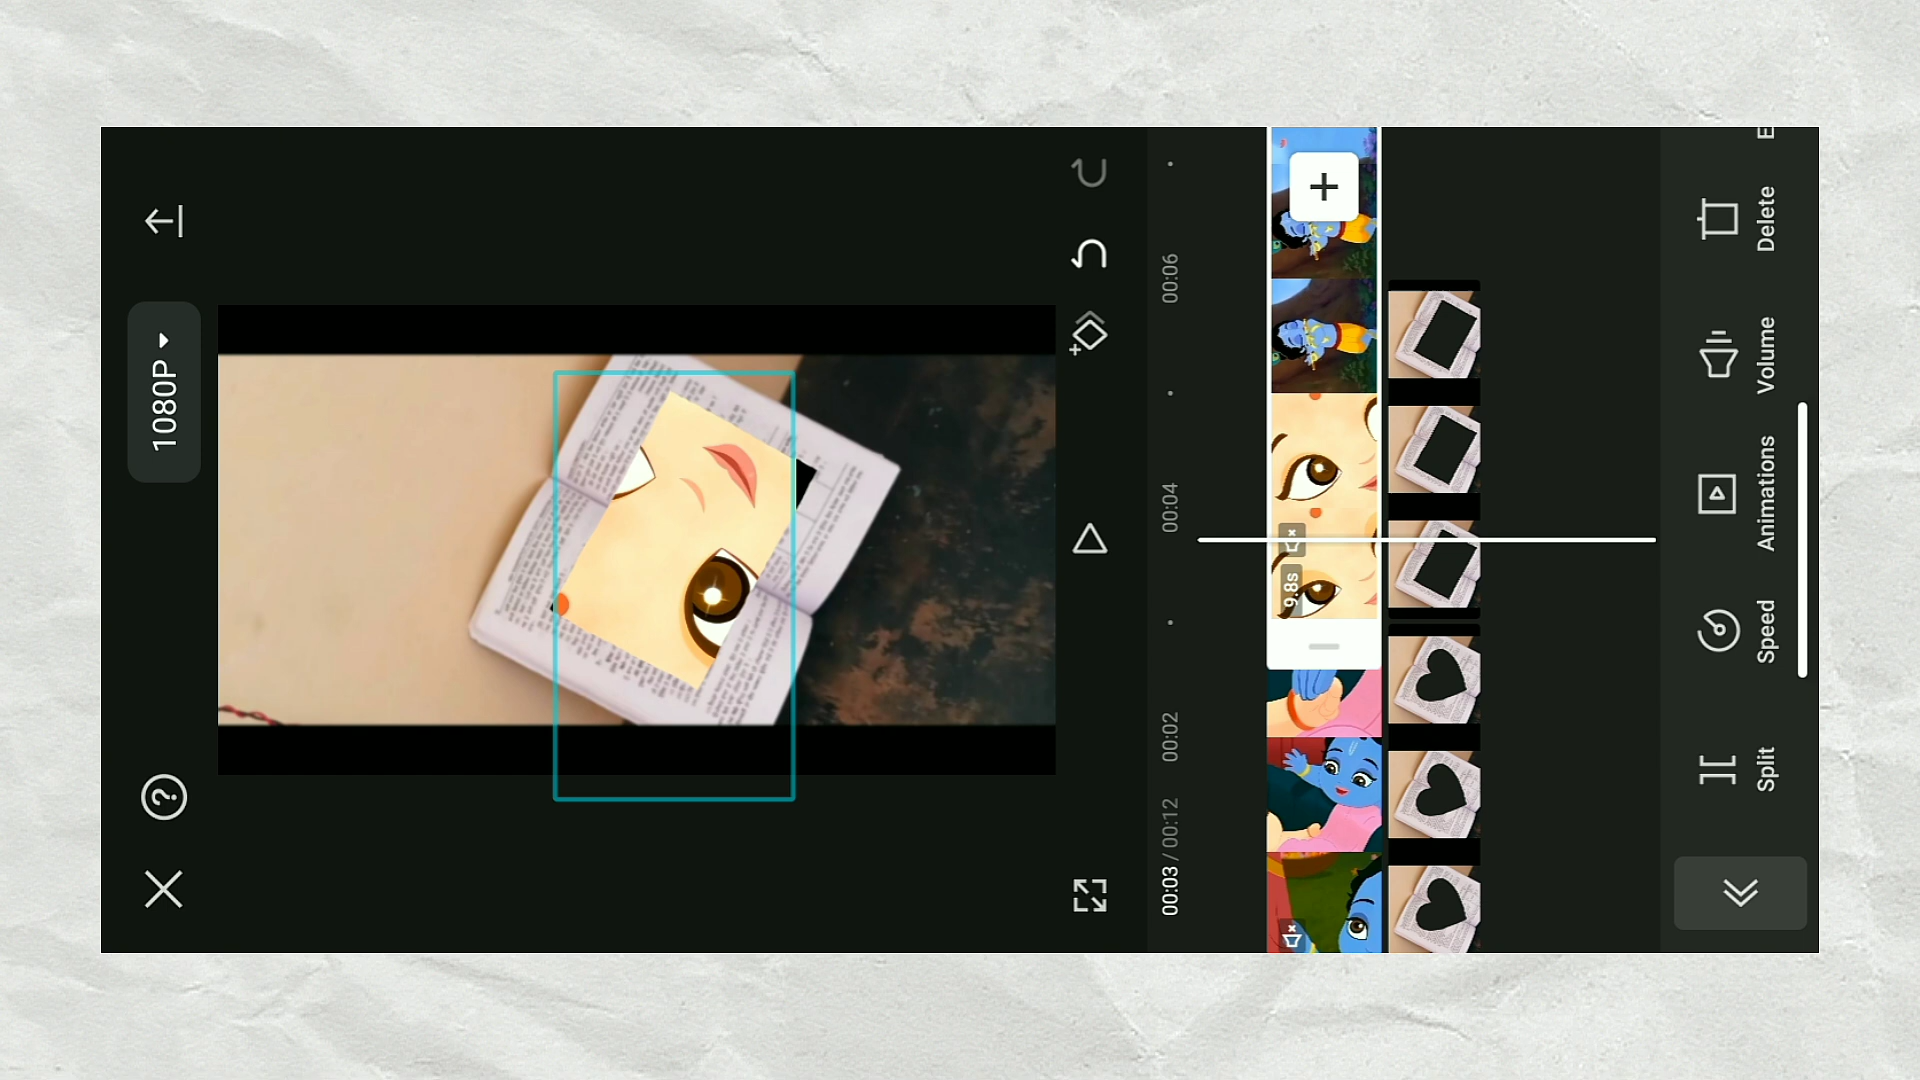 1080P
00:03 / 00:12
00:02
00:04
00:06
9.8s
Split
Speed
Animations
Volume
Delete
E